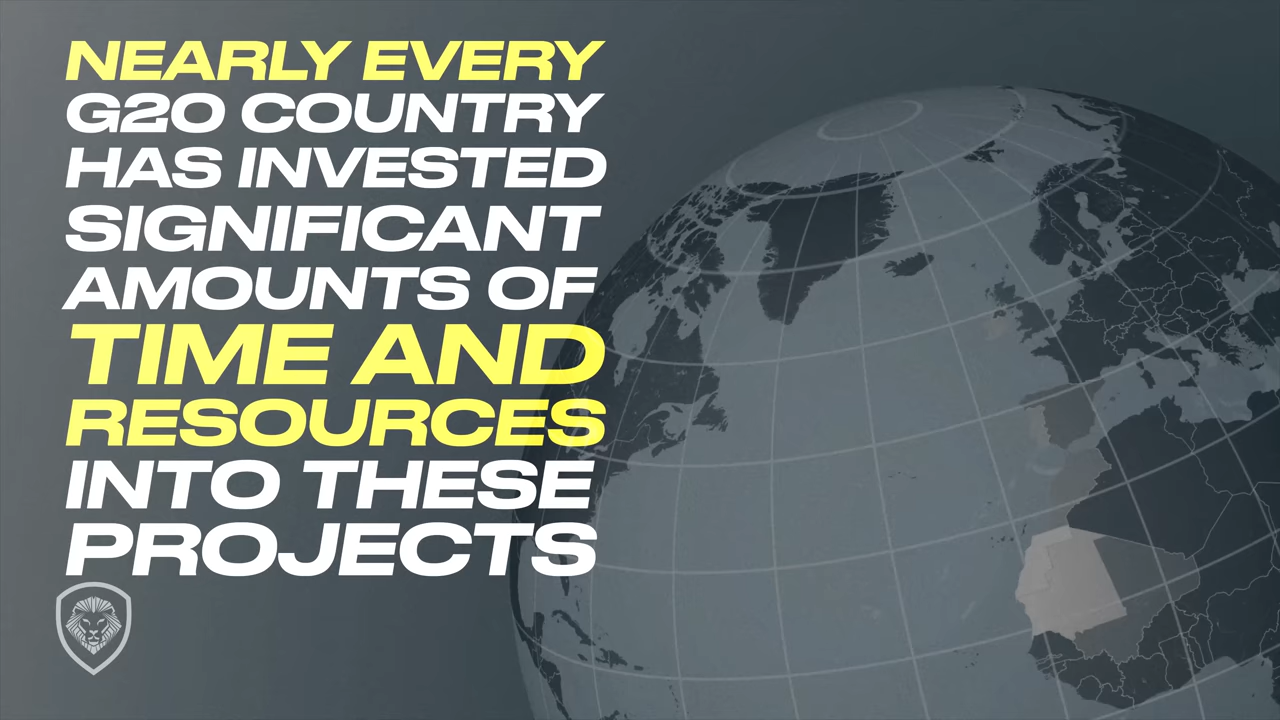 NEARLY EVERY
G20 COUNTRY
HAS INVESTED
SIGNIFICANT
AMOUNTS OF
TIME AND
RESOURCES
INTO THESE
PROJECTS